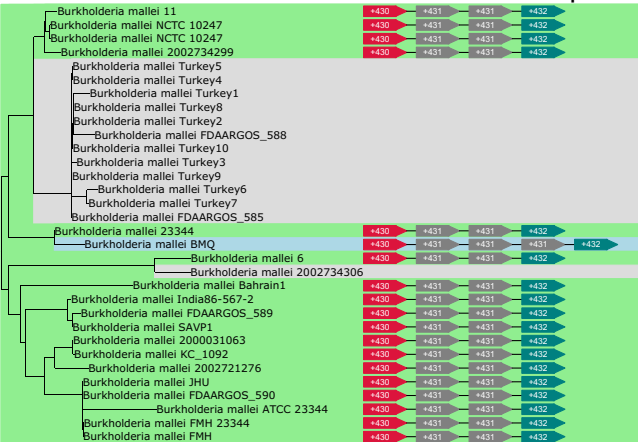 Burkholderia mallei 11 +430 +431 +431 +432
Burkholderia mallei NCTC 10247 +430 +431 +431 +432
Burkholderia mallei NCTC 10247 +430 +431 +431 +432
Burkholderia mallei 2002734299 +430 +431 +431 +432
Burkholderia mallei Turkey5
Burkholderia mallei Turkey4
Burkholderia mallei Turkey1
Burkholderia mallei Turkey8
Burkholderia mallei Turkey2
Burkholderia mallei FDAARGOS_588
Burkholderia mallei Turkey10
Burkholderia mallei Turkey3
Burkholderia mallei Turkey9
Burkholderia mallei Turkey6
Burkholderia mallei Turkey7
Burkholderia mallei FDAARGOS_585
Burkholderia mallei 23344 +430 +431 +431 +432
Burkholderia mallei BMQ +430 +431 +431 +431 +432
Burkholderia mallei 6 +430 +431 +431 +432
Burkholderia mallei 2002734306
Burkholderia mallei Bahrain1 +430 +431 +431 +432
Burkholderia mallei India86-567-2 +430 +431 +431 +432
Burkholderia mallei FDAARGOS_589 +430 +431 +431 +432
Burkholderia mallei SAVP1 +430 +431 +431 +432
Burkholderia mallei 2000031063 +430 +431 +431 +432
Burkholderia mallei KC_1092 +430 +431 +431 +432
Burkholderia mallei 2002721276 +430 +431 +431 +432
Burkholderia mallei JHU +430 +431 +431 +432
Burkholderia mallei FDAARGOS_590 +430 +431 +431 +432
Burkholderia mallei ATCC 23344 +430 +431 +431 +432
Burkholderia mallei FMH 23344 +430 +431 +431 +432
Burkholderia mallei FMH +430 +431 +431 +432